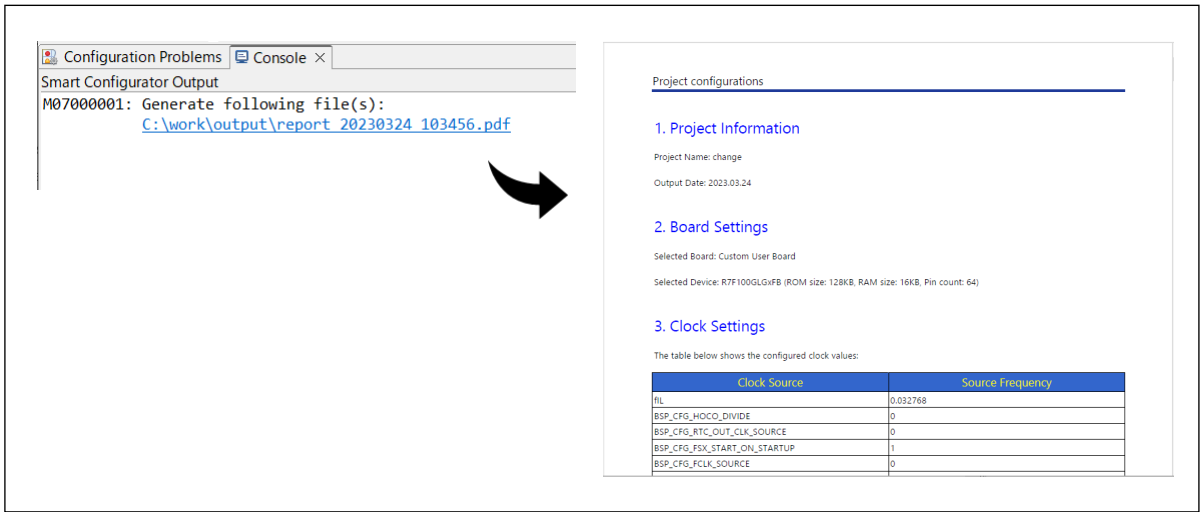 Configuration Problems Console ×
Smart Configurator Output
M07000001: Generate following file(s):
C:\work\output\report_20230324_103456.pdf
Project configurations
1. Project Information
Project Name: change
Output Date: 2023.03.24
2. Board Settings
Selected Board: Custom User Board
Selected Device: R7F100GLGxFB (ROM size: 128KB, RAM size: 16KB, Pin count: 64)
3. Clock Settings
The table below shows the configured clock values:
Clock Source Source Frequency
fIL 0.032768
BSP_CFG_HOCO_DIVIDE 0
BSP_CFG_RTC_OUT_CLK_SOURCE 0
BSP_CFG_FSX_START_ON_STARTUP 1
BSP_CFG_FCLK_SOURCE 0